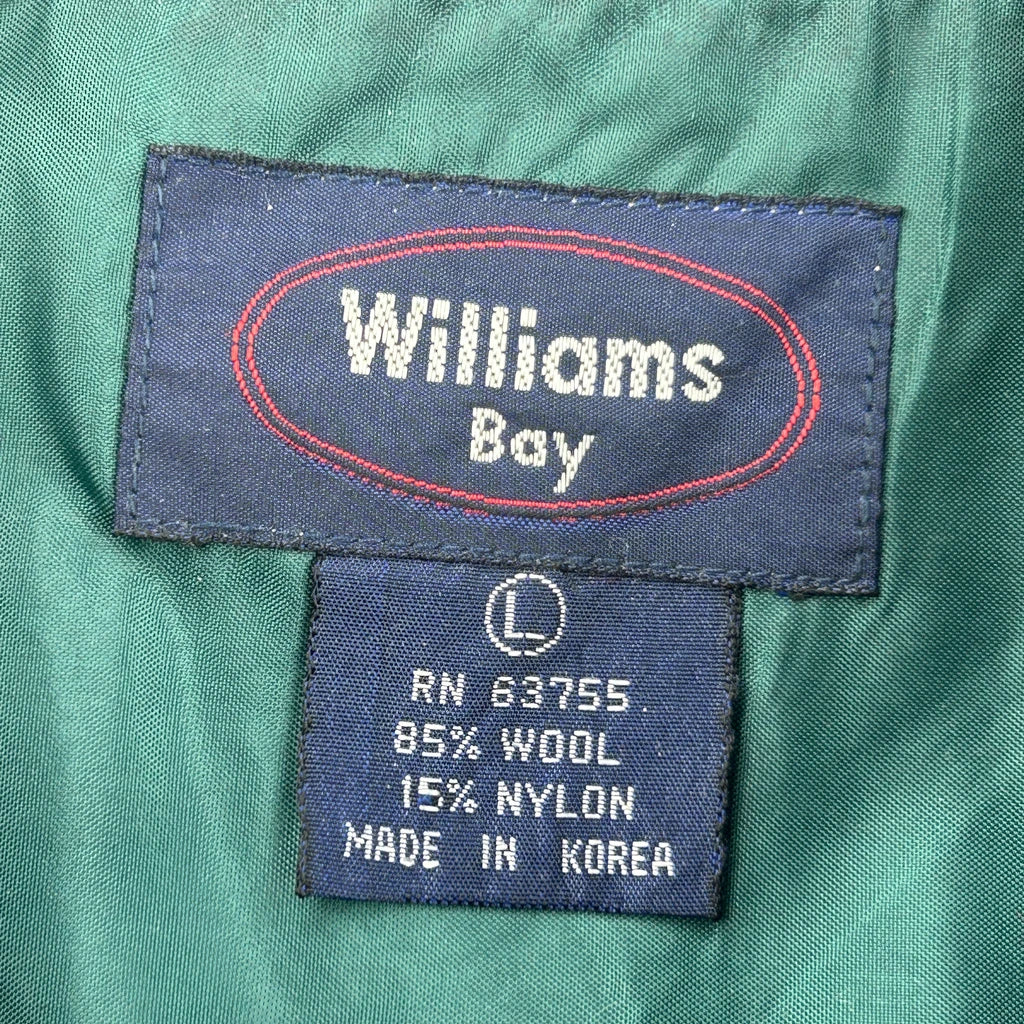 Williams
Bay
L
RN 63755
85% WOOL
15% NYLON
MADE IN KOREA